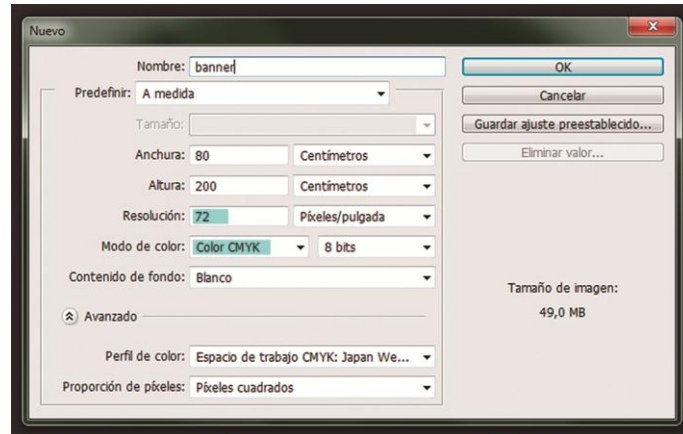 Nuevo
Nombre: banner
OK
Predefinir: A medida
Cancelar
Tamaño:
Guardar ajuste preestablecido...
Anchura: 80 Centímetros
Eliminar valor...
Altura: 200 Centímetros
Resolución: 72 Píxeles/pulgada
Modo de color: Color CMYK 8 bits
Contenido de fondo: Blanco
Tamaño de imagen:
49,0 MB
Avanzado
Perfil de color: Espacio de trabajo CMYK: Japan We...
Proporción de píxeles: Píxeles cuadrados